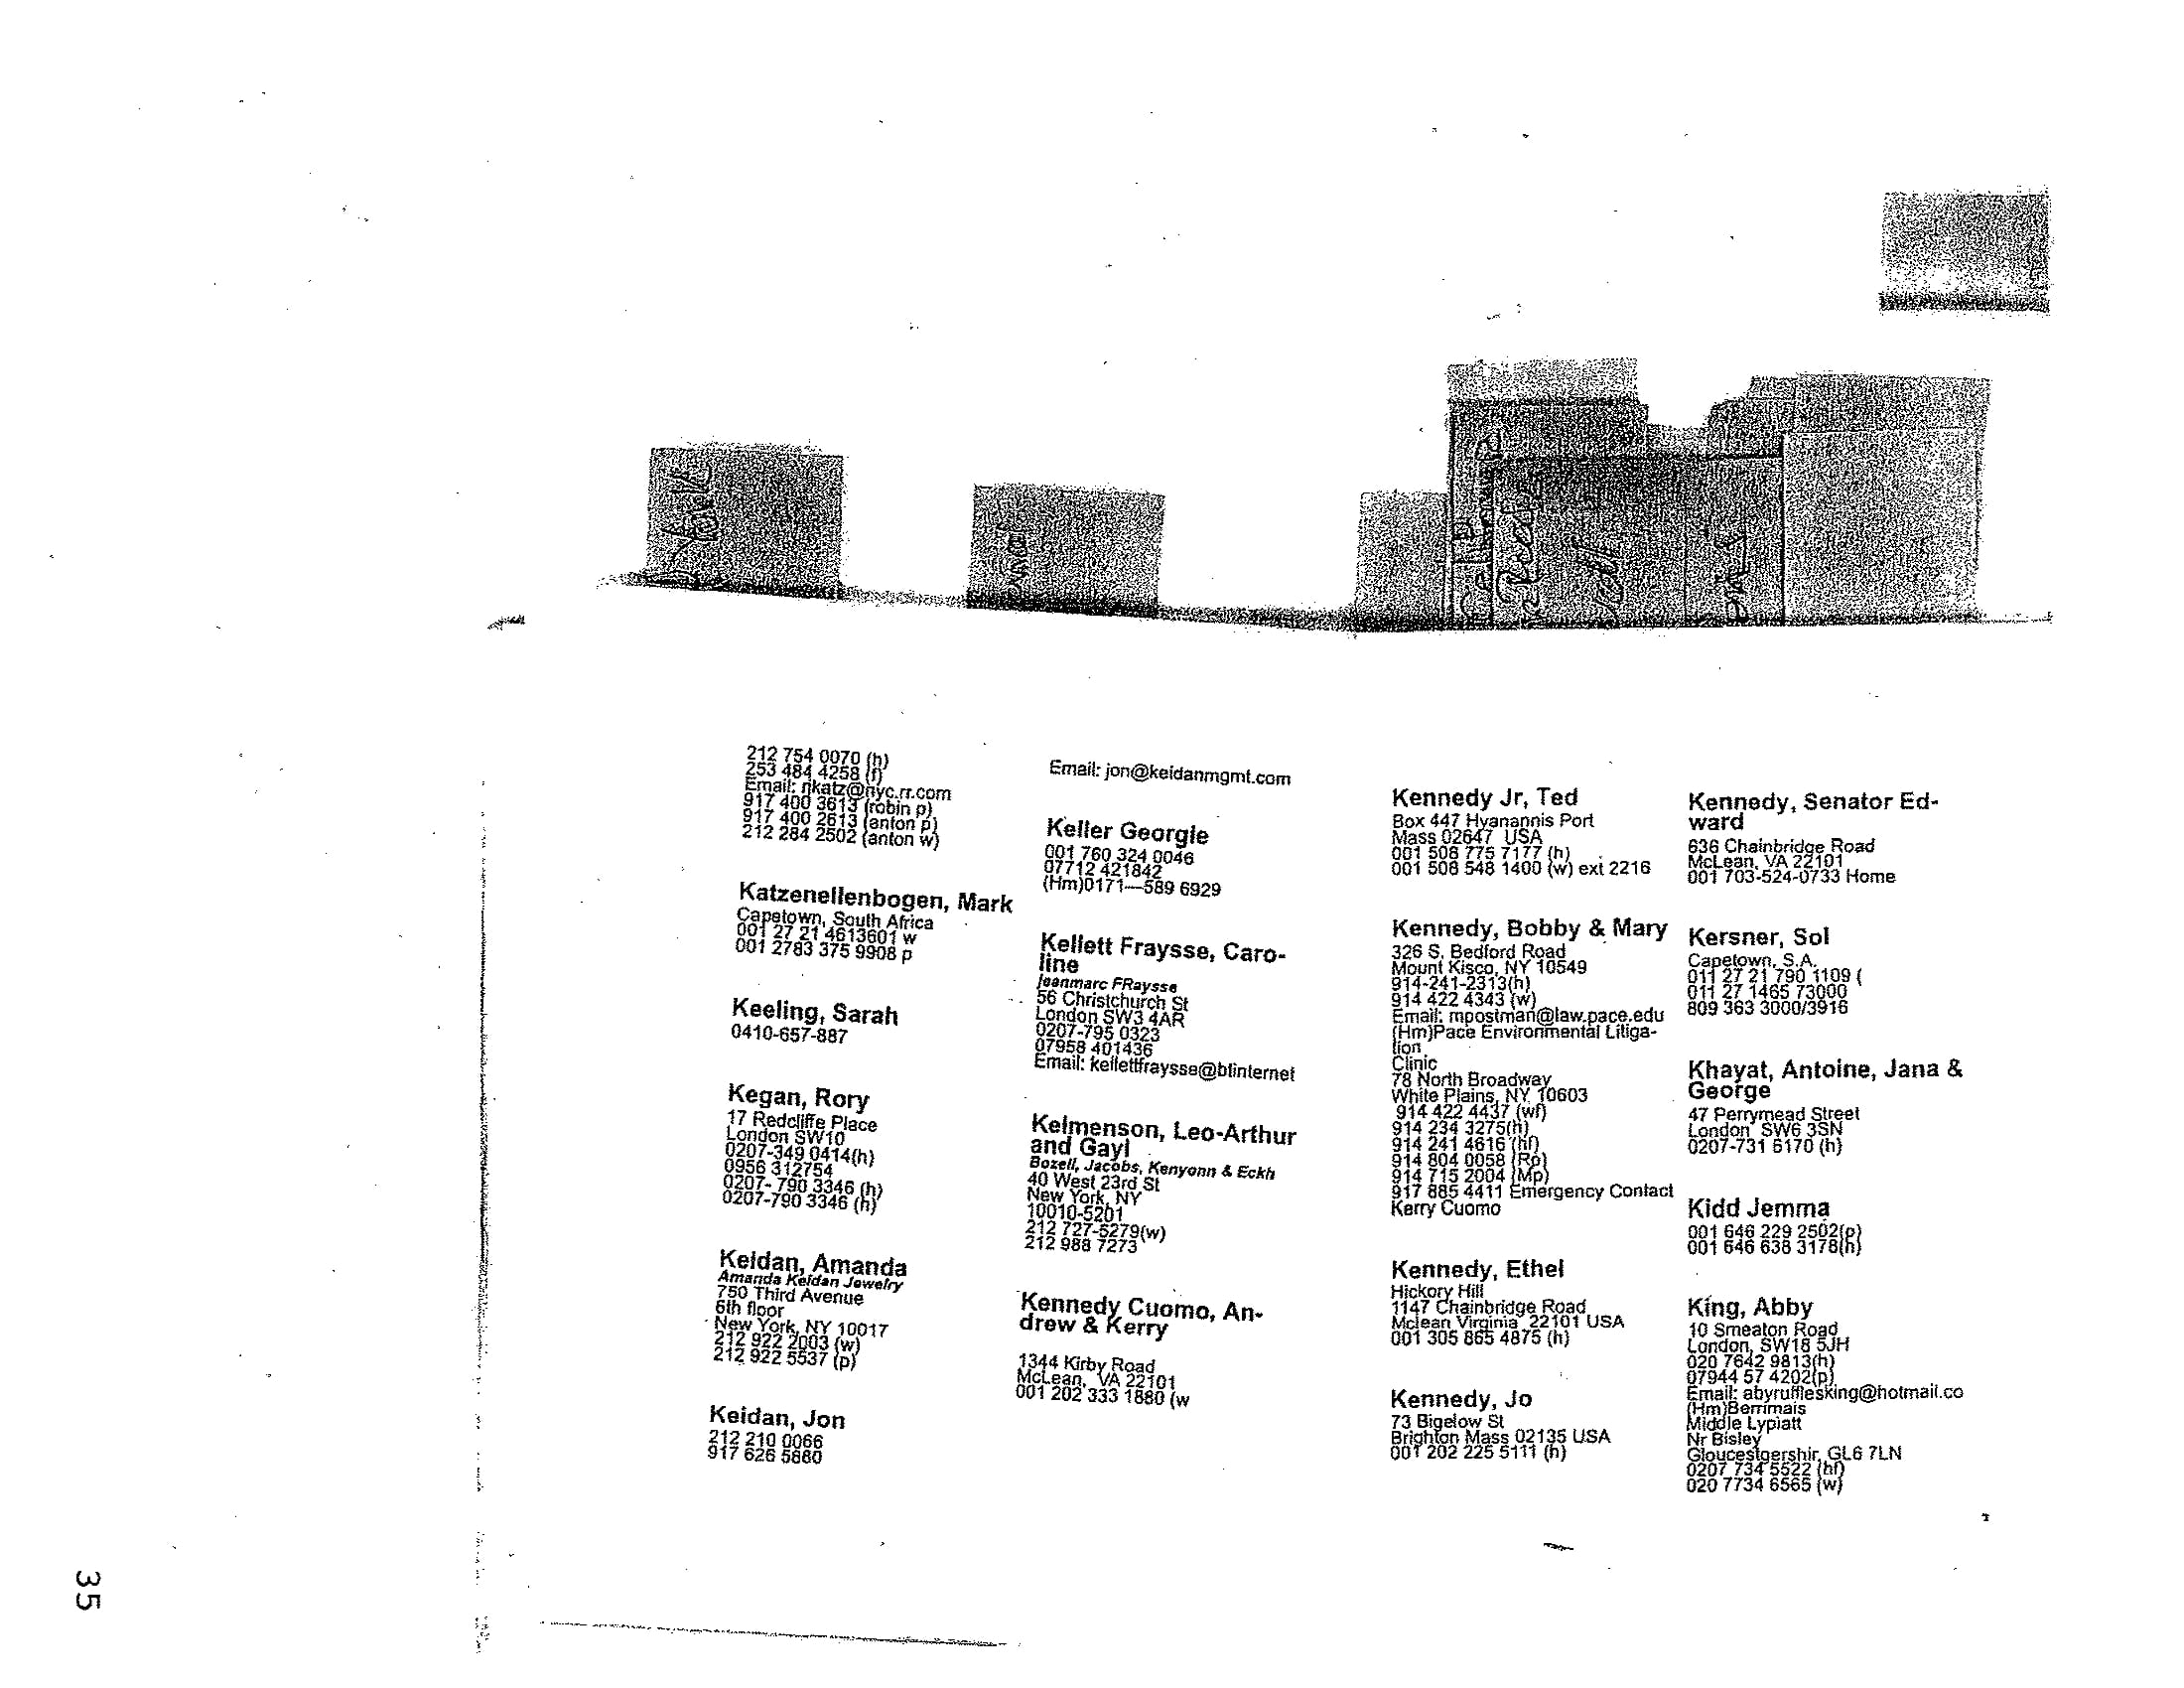 212 754 0070 (h)
253 484 4258 (f)
Email: rikatz@nyc.rr.com
917 400 3613 (robin p)
917 400 2613 (anton p)
212 284 2502 (anton w)
Katzenellenbogen, Mark
Capetown, South Africa
001 27 21 4613601 w
001 2783 375 9908 p
Keeling, Sarah
0410-657-887
Kegan, Rory
17 Redcliffe Place
London SW10
0207-349 0414(h)
0956 312754
0207- 790 3346 (h)
0207-790 3346 (h)
Keidan, Amanda
Amanda Keidan Jewelry
750 Third Avenue
6th floor
New York, NY 10017
212 922 2003 (w)
212 922 5537 (p)
Keidan, Jon
212 210 0066
917 626 5880
Email: jon@keidanmgmt.com
Keller Georgie
001 760 324 0046
07712 421842
(Hm)0171---589 6929
Kellett Fraysse, Caro-
line
jeanmarc FRaysse
56 Christchurch St
London SW3 4AR
0207-795 0323
07958 401436
Email: kellettfraysse@btinternet
Kelmenson, Leo-Arthur
and Gayl
Bozell, Jacobs, Kenyonn & Eckh
40 West 23rd St
New York, NY
10010-5201
212 727-5279(w)
212 988 7273
Kennedy Cuomo, An-
drew & Kerry
1344 Kirby Road
McLean, VA 22101
001 202 333 1880 (w
Kennedy Jr, Ted
Box 447 Hyanannis Port
Mass 02647 USA
001 508 775 7177 (h)
001 508 548 1400 (w) ext 2216
Kennedy, Bobby & Mary
326 S. Bedford Road
Mount Kisco, NY 10549
914-241-2313(h)
914 422 4343 (w)
Email: mpostman@law.pace.edu
(Hm)Pace Environmental Litiga-
tion
Clinic
78 North Broadway
White Plains, NY 10603
914 422 4437 (wf)
914 234 3275(h)
914 241 4616 (hf)
914 804 0058 (Rp)
914 715 2004 (Mp)
917 885 4411 Emergency Contact
Kerry Cuomo
Kennedy, Ethel
Hickory Hill
1147 Chainbridge Road
Mclean Virginia 22101 USA
001 305 865 4875 (h)
Kennedy, Jo
73 Bigelow St
Brighton Mass 02135 USA
001 202 225 5111 (h)
Kennedy, Senator Ed-
ward
636 Chainbridge Road
McLean, VA 22101
001 703-524-0733 Home
Kersner, Sol
Capetown, S.A.
011 27 21 790 1109 (
011 27 1465 73000
809 363 3000/3916
Khayat, Antoine, Jana &
George
47 Perrymead Street
London SW6 3SN
0207-731 6170 (h)
Kidd Jemma
001 646 229 2502(p)
001 646 638 3178(h)
King, Abby
10 Smeaton Road
London, SW18 5JH
020 7642 9813(h)
07944 57 4202(p)
Email: abyrufflesking@hotmail.co
(Hm)Berrimais
Middle Lypiatt
Nr Bisley
Gloucestgershir, GL6 7LN
0207 734 5522 (hf)
020 7734 6565 (w)
35